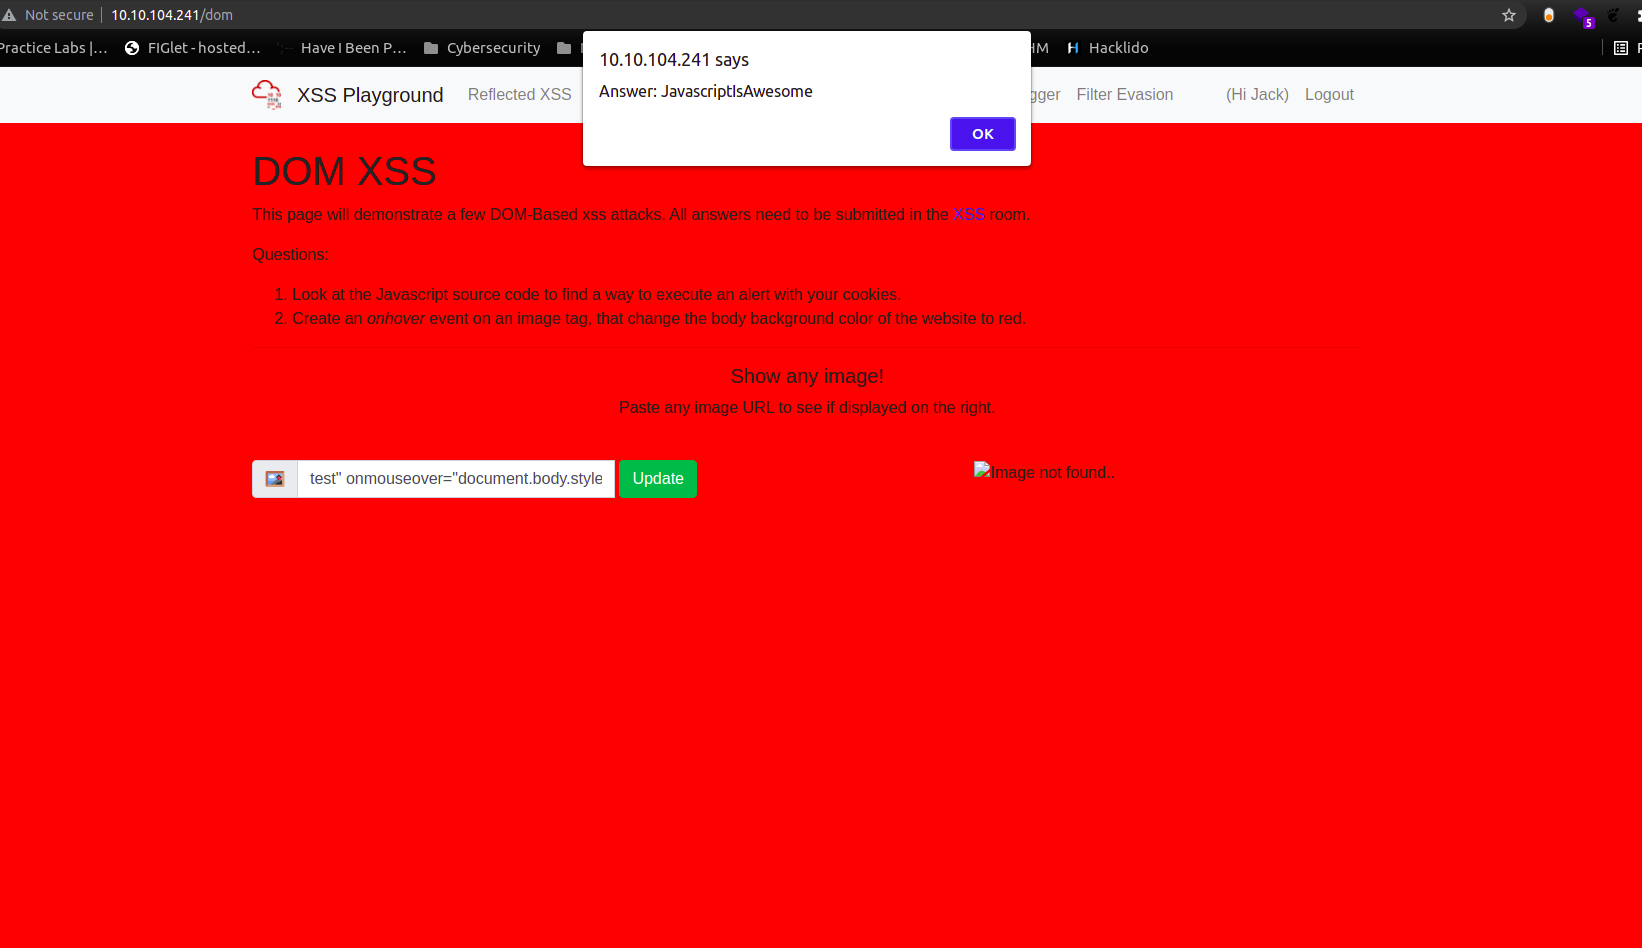 Not secure | 10.10.104.241/dom
Practice Labs |... FIGlet - hosted... Have I Been P... Cybersecurity HM Hacklido
5
10.10.104.241 says
Answer: JavascriptIsAwesome
OK
XSS Playground Reflected XSS gger Filter Evasion (Hi Jack) Logout
DOM XSS
This page will demonstrate a few DOM-Based xss attacks. All answers need to be submitted in the XSS room.
Questions:
1. Look at the Javascript source code to find a way to execute an alert with your cookies.
2. Create an onhover event on an image tag, that change the body background color of the website to red.
Show any image!
Paste any image URL to see if displayed on the right.
test" onmouseover="document.body.style Update Image not found..